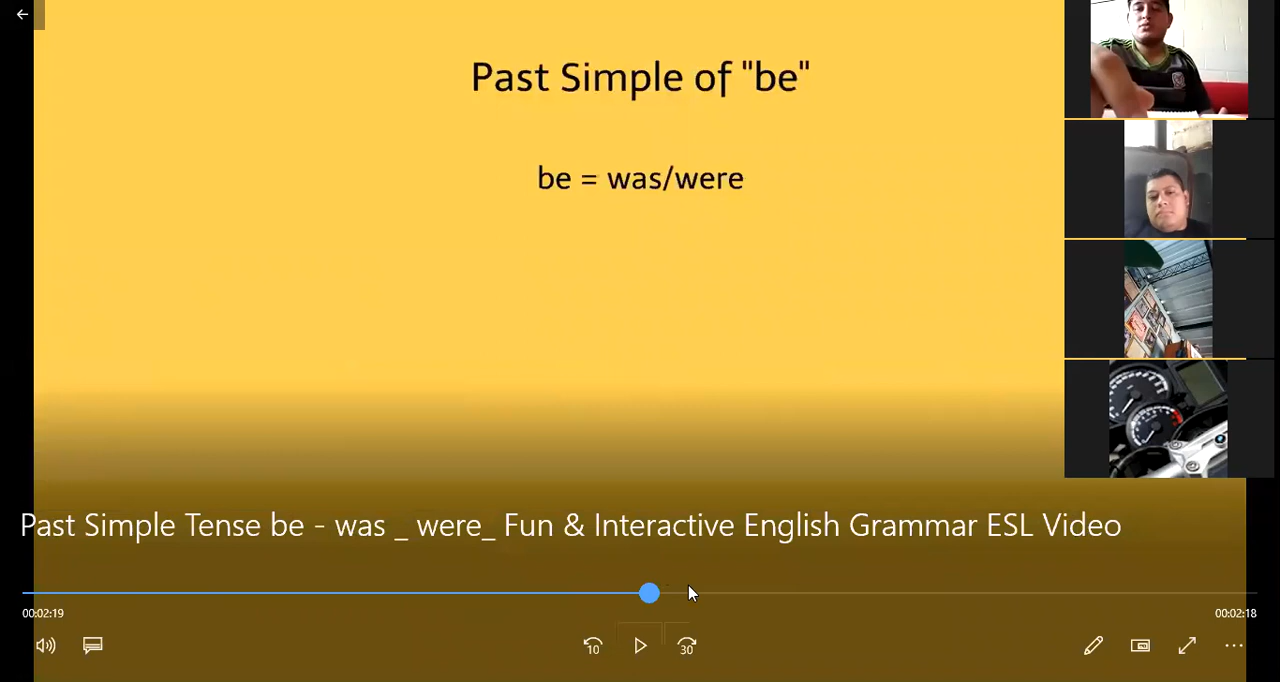 Past Simple of "be"
be = was/were
Past Simple Tense be - was _ were_ Fun & Interactive English Grammar ESL Video
00:02:19
00:02:18
10
30